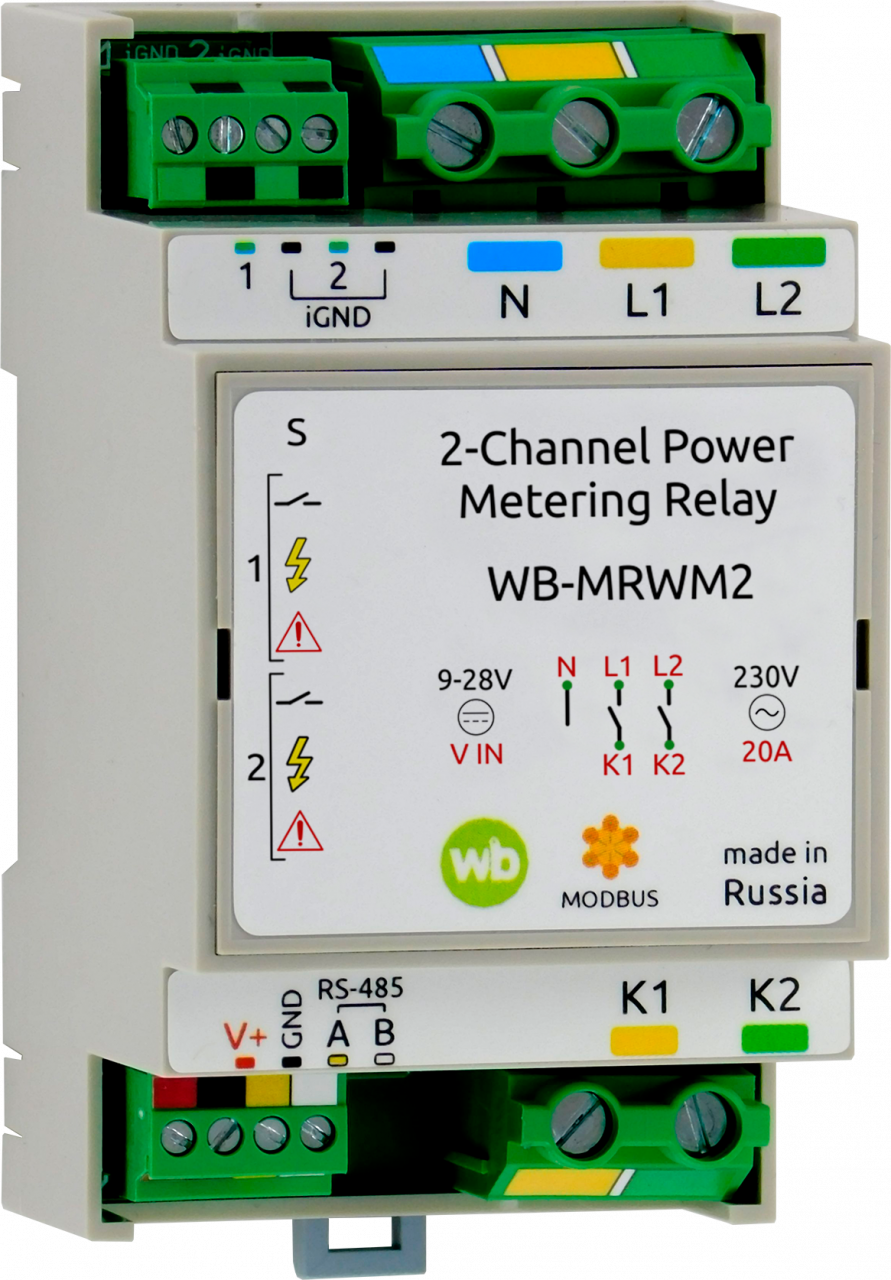 1 iGND 2 iGND
1 2
iGND
N L1 L2
S
1
2
2-Channel Power
Metering Relay
WB-MRWM2
9-28V
V IN
N L1 L2
K1 K2
230V
20A
wb
MODBUS
made in
Russia
V+ GND RS-485
A B
K1 K2